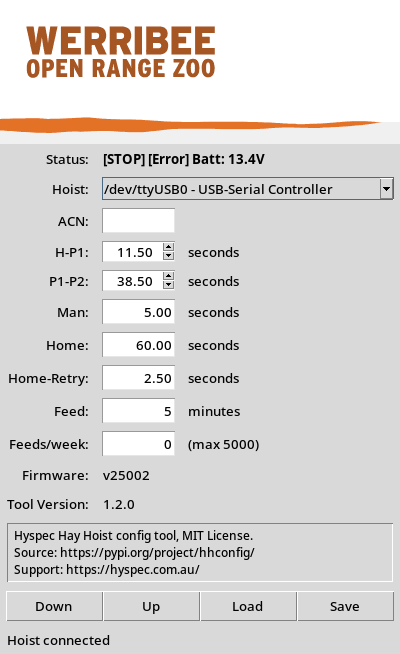 WERRIBEE
OPEN RANGE ZOO
Status: [STOP] [Error] Batt: 13.4V
Hoist: /dev/ttyUSB0 - USB-Serial Controller
ACN:
H-P1: 11.50 seconds
P1-P2: 38.50 seconds
Man: 5.00 seconds
Home: 60.00 seconds
Home-Retry: 2.50 seconds
Feed: 5 minutes
Feeds/week: 0 (max 5000)
Firmware: v25002
Tool Version: 1.2.0
Hyspec Hay Hoist config tool, MIT License.
Source: https://pypi.org/project/hhconfig/
Support: https://hyspec.com.au/
Down Up Load Save
Hoist connected